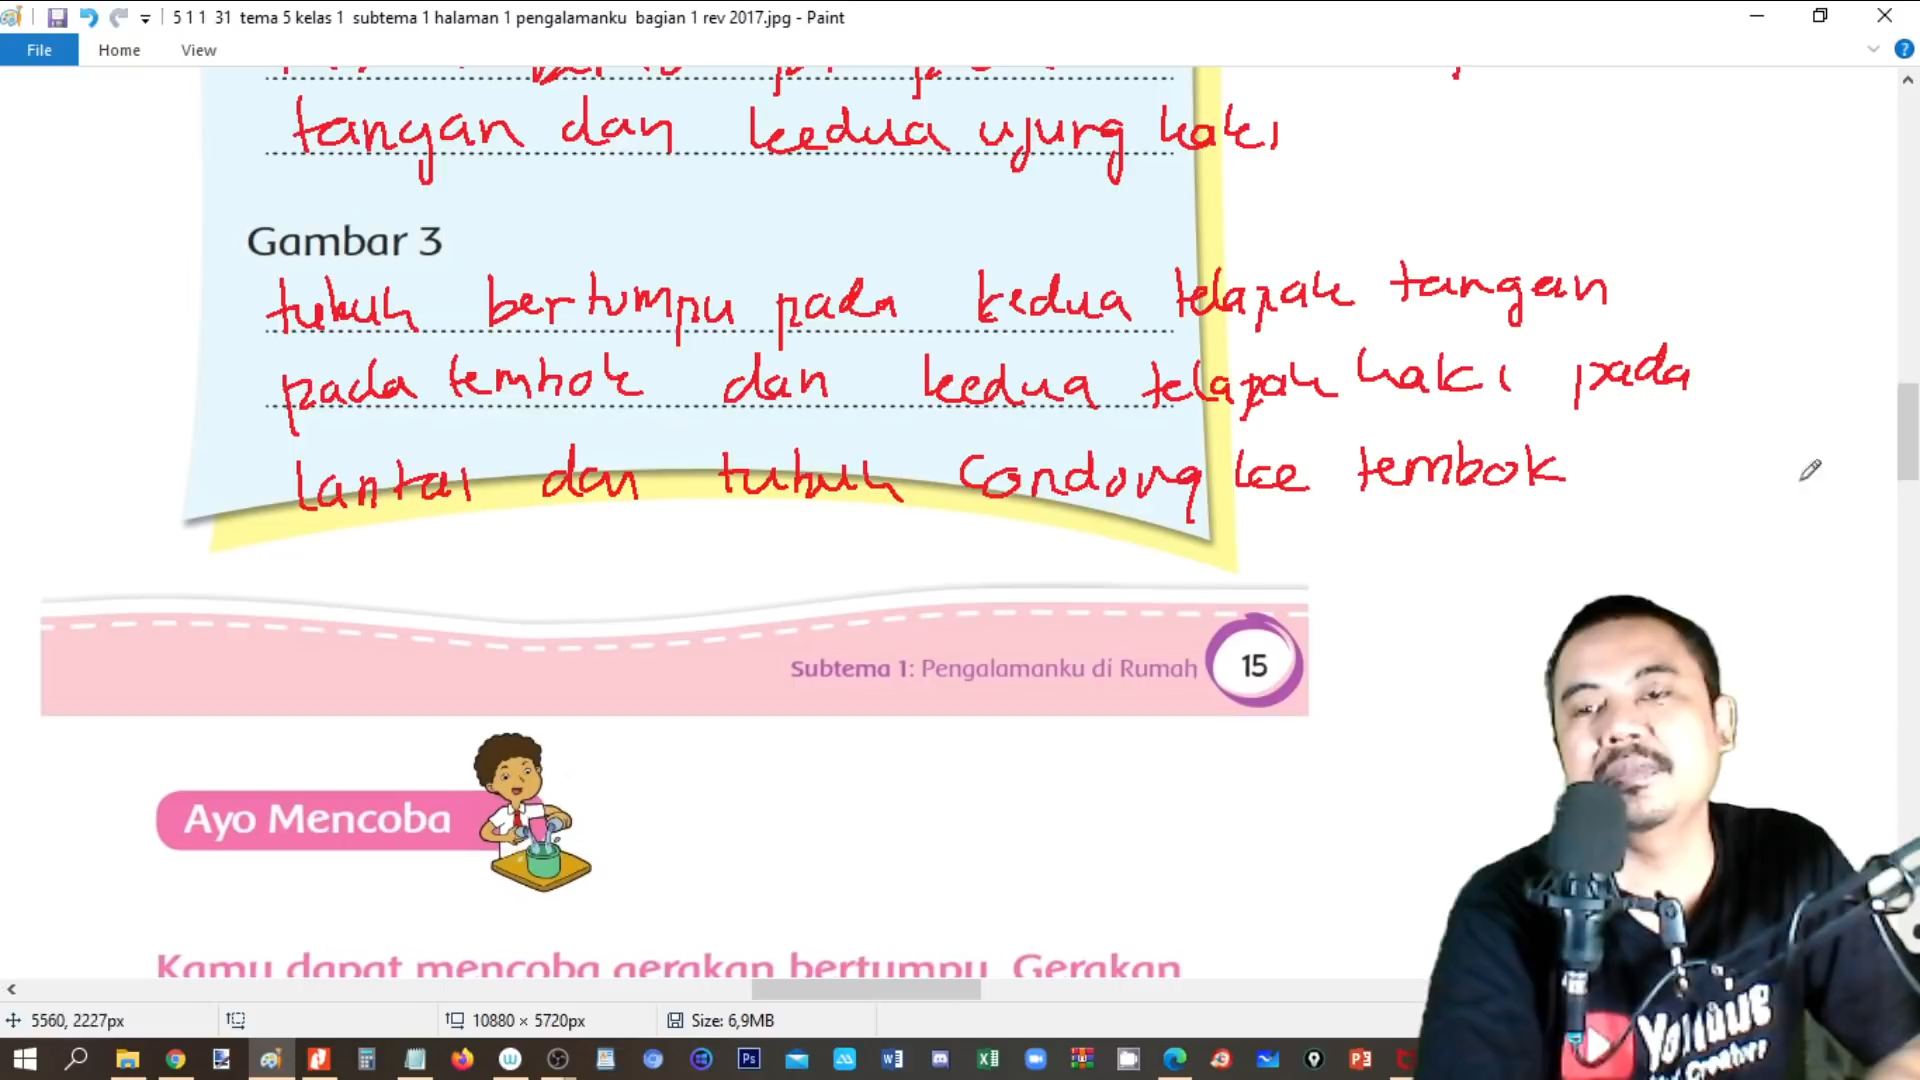 5 1 1 31 tema 5 kelas 1 subtema 1 halaman 1 pengalamanku bagian 1 rev 2017.jpg - Paint
File Home View
tangan dan kedua ujung kaki
Gambar 3
tubuh bertumpu pada kedua telapak tangan
pada tembok dan kedua telapak kaki pada
lantai dan tubuh condong ke tembok
Subtema 1: Pengalamanku di Rumah 15
Ayo Mencoba
Kamu dapat mencoba gerakan bertumpu. Gerakan
5560, 2227px 10880 × 5720px Size: 6,9MB
YouTube
Creator